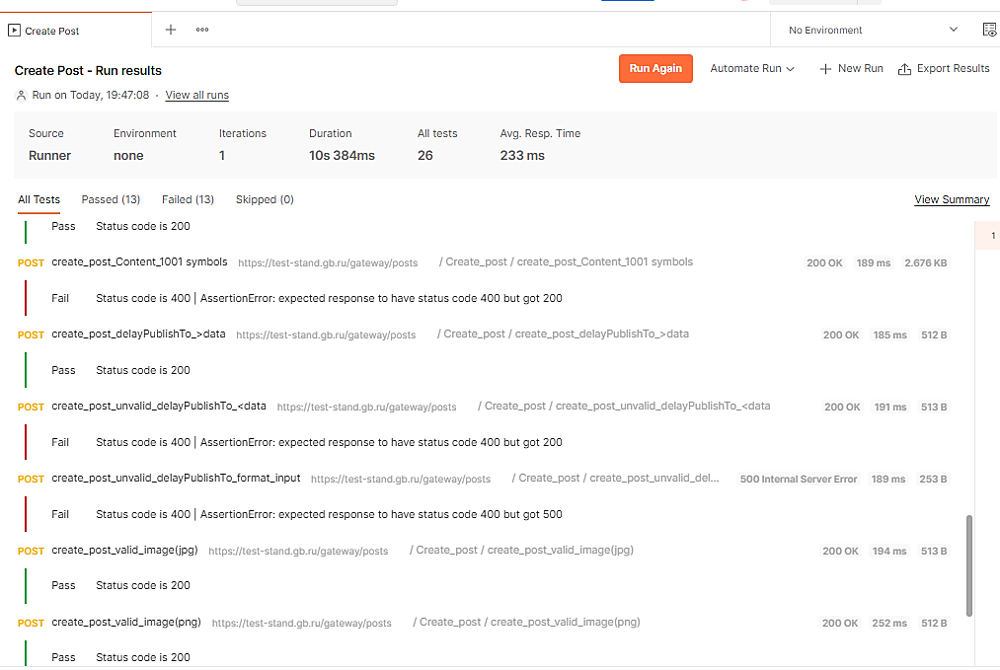 Create Post
No Environment
Create Post - Run results
Run Again
Automate Run
New Run
Export Results
Run on Today, 19:47:08 · View all runs
Source Environment Iterations Duration All tests Avg. Resp. Time
Runner none 1 10s 384ms 26 233 ms
All Tests Passed (13) Failed (13) Skipped (0) View Summary
Pass Status code is 200
1
POST create_post_Content_1001 symbols https://test-stand.gb.ru/gateway/posts / Create_post / create_post_Content_1001 symbols 200 OK 189 ms 2.676 KB
Fail Status code is 400 | AssertionError: expected response to have status code 400 but got 200
POST create_post_delayPublishTo_>data https://test-stand.gb.ru/gateway/posts / Create_post / create_post_delayPublishTo_>data 200 OK 185 ms 512 B
Pass Status code is 200
POST create_post_unvalid_delayPublishTo_<data https://test-stand.gb.ru/gateway/posts / Create_post / create_post_unvalid_delayPublishTo_<data 200 OK 191 ms 513 B
Fail Status code is 400 | AssertionError: expected response to have status code 400 but got 200
POST create_post_unvalid_delayPublishTo_format_input https://test-stand.gb.ru/gateway/posts / Create_post / create_post_unvalid_del... 500 Internal Server Error 189 ms 253 B
Fail Status code is 400 | AssertionError: expected response to have status code 400 but got 500
POST create_post_valid_image(jpg) https://test-stand.gb.ru/gateway/posts / Create_post / create_post_valid_image(jpg) 200 OK 194 ms 513 B
Pass Status code is 200
POST create_post_valid_image(png) https://test-stand.gb.ru/gateway/posts / Create_post / create_post_valid_image(png) 200 OK 252 ms 512 B
Pass Status code is 200